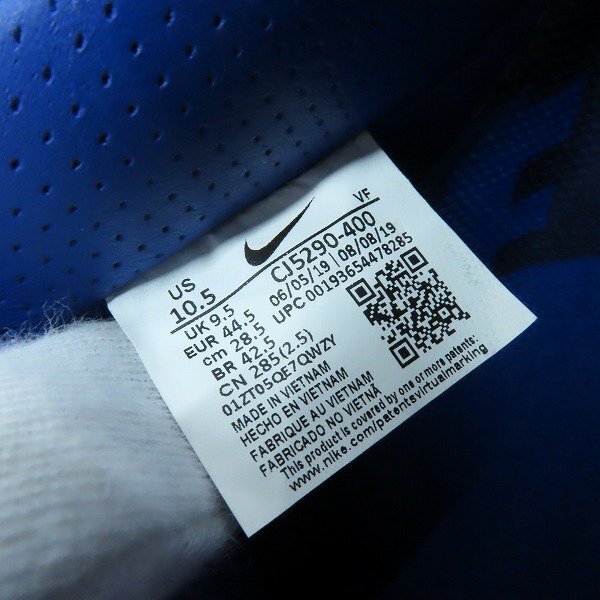 VF
US
10.5
CJ5290-400
06/05/19 08/08/19
UPC 00193654478285
UK 9.5
EUR 44.5
cm 28.5
BR 42.5
CN 285(2.5)
01ZT05QE7QWZY
MADE IN VIETNAM
HECHO EN VIETNAM
FABRIQUE AU VIETNAM
FABRICADO NO VIETNÃ
This product is covered by one or more patents:
www.nike.com/patentsvirtualmarking